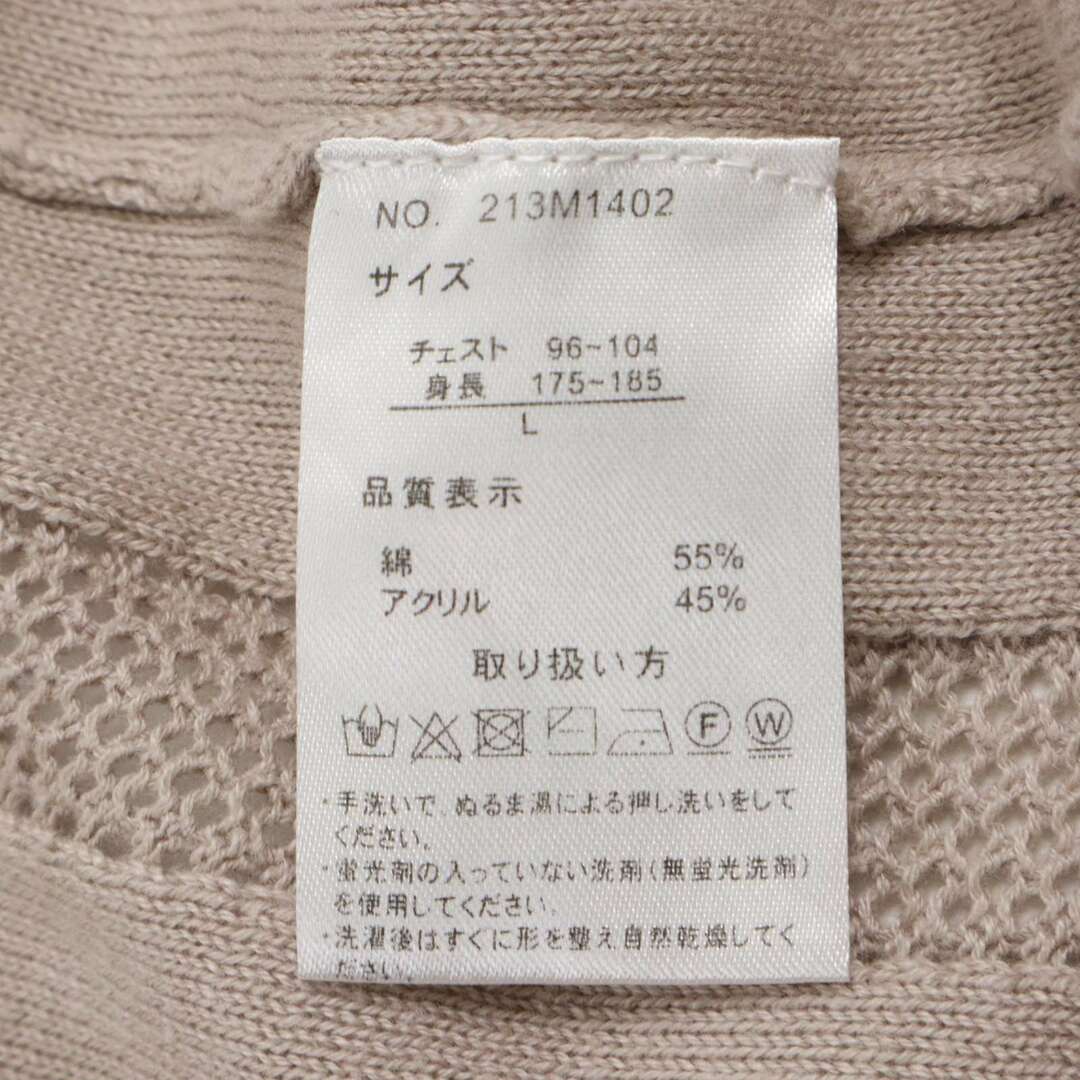 NO. 213M1402
サイズ
チェスト 96~104
身長 175~185
L
品質表示
綿 55%
アクリル 45%
取り扱い方
F W
・手洗いで、ぬるま湯による押し洗いをして
ください。
・蛍光剤の入っていない洗剤(無蛍光洗剤)
を使用してください。
・洗濯後はすぐに形を整え自然乾燥してく
ださい。